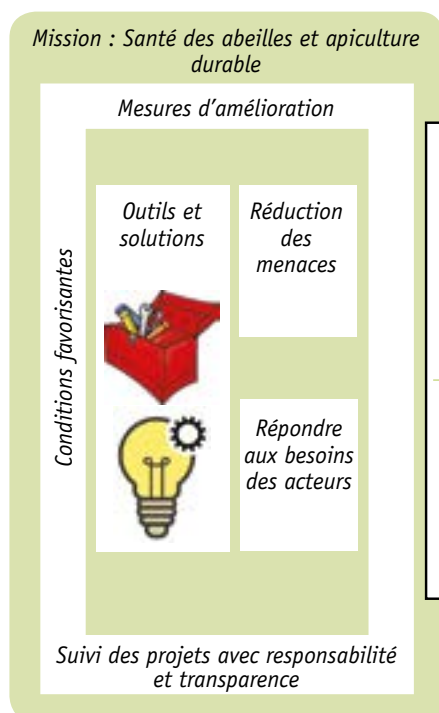 Mission : Santé des abeilles et apiculture
durable
Mesures d’amélioration
Conditions favorisantes
Outils et
solutions
Réduction
des
menaces
Répondre
aux besoins
des acteurs
Suivi des projets avec responsabilité
et transparence